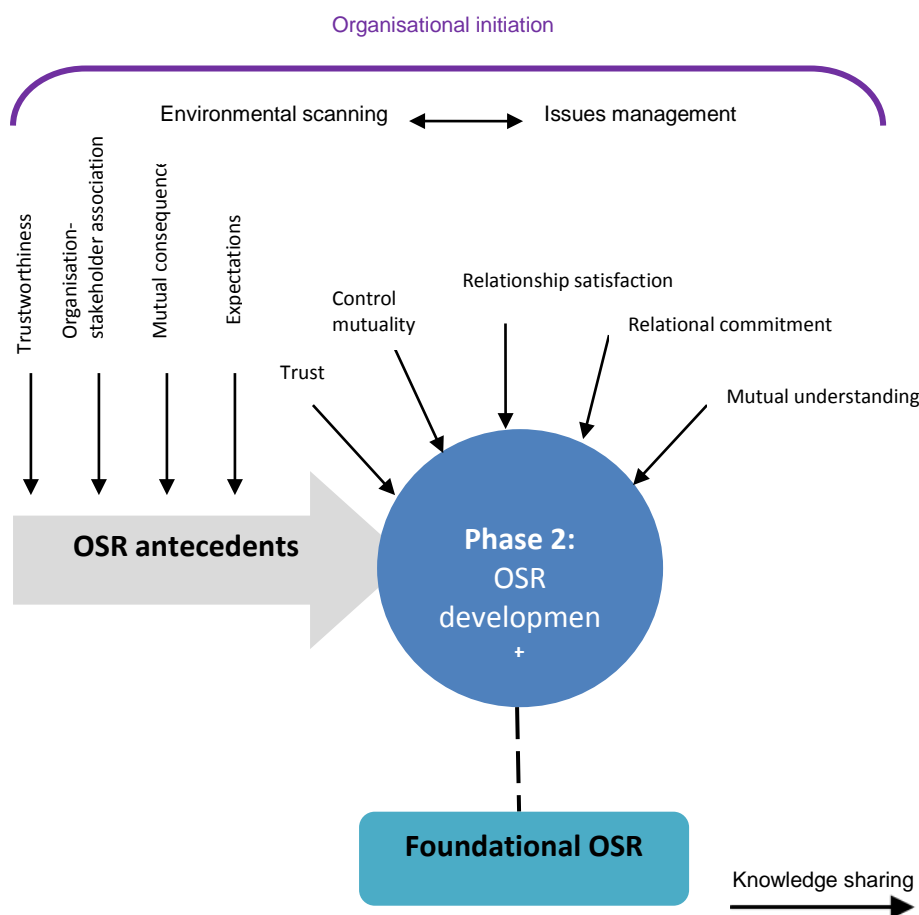 Organisational initiation
Environmental scanning
Issues management
Trustworthiness
Organisation-
stakeholder association
Mutual consequence
Expectations
Trust
Control
mutuality
Relationship satisfaction
Relational commitment
Mutual understanding
OSR antecedents
Phase 2:
OSR
developmen
Foundational OSR
Knowledge sharing